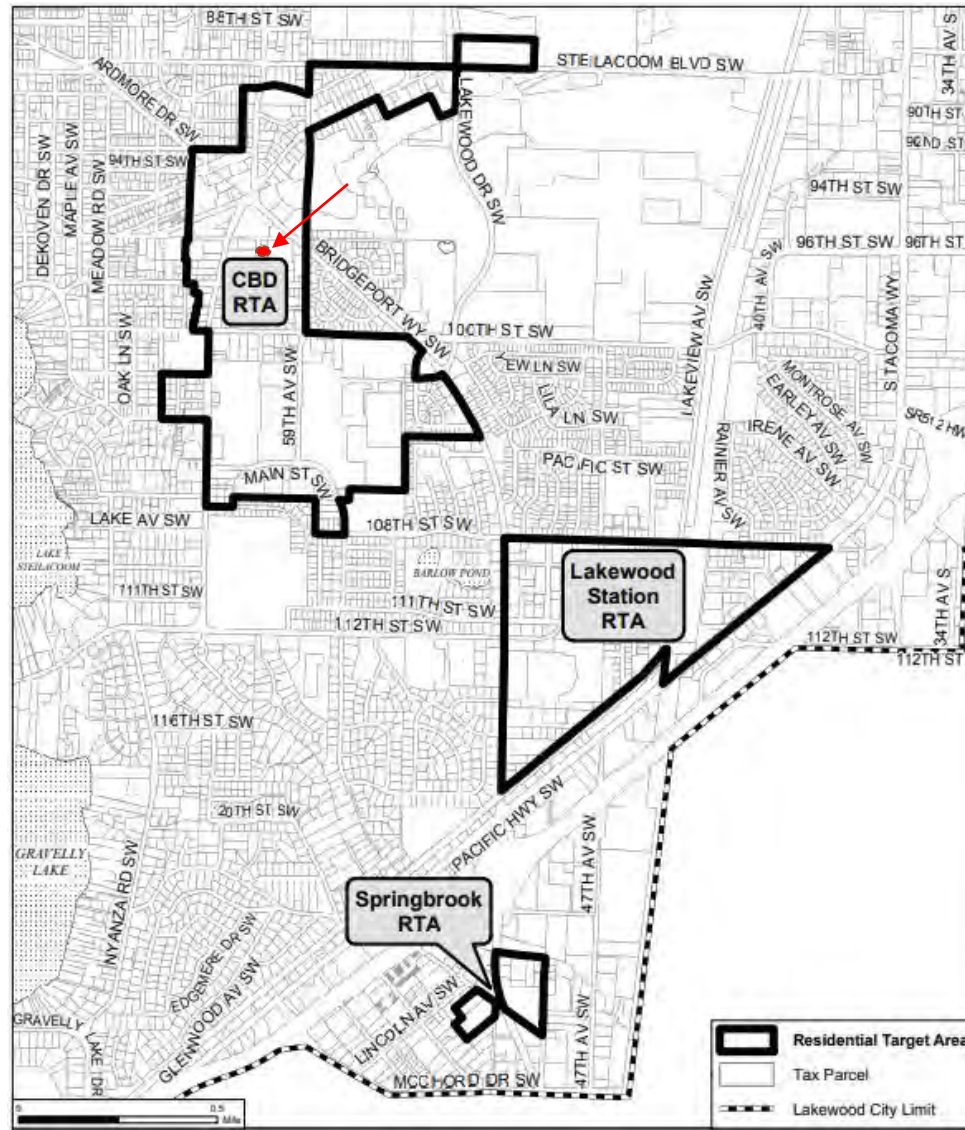 88TH ST SW
STEILACOOM BLVD SW
34TH AV S
ARDMORE DR SW
LAKEWOOD DR SW
90TH ST
92ND ST
DEKOVEN DR SW
MAPLE AV SW
MEADOW RD SW
94TH ST SW
94TH ST SW
96TH ST SW
96TH ST
BRIDGEPORT WY SW
CBD
RTA
LAKEVIEW AV SW
40TH AV SW
S TACOMA WY
OAK LN SW
100TH ST SW
EW LN SW
59TH AV SW
LILA LN SW
MONTROSE AV SW
EARLEY AV SW
IRENE AV SW
SR512 HW
PACIFIC ST SW
RAINIER AV SW
MAIN ST SW
LAKE AV SW
108TH ST SW
LAKE
STEILACOOM
BARLOW POND
Lakewood
Station
RTA
111TH ST SW
111TH ST SW
112TH ST SW
34TH AV S
112TH ST SW
112TH ST
116TH ST SW
20TH ST SW
PACIFIC HWY SW
GRAVELLY
LAKE
NYANZA RD SW
47TH AV SW
Springbrook
RTA
EDGEMERE DR SW
GLENWOOD AV SW
LINCOLN AV SW
GRAVELLY
LAKE DR
47TH AV SW
MCCHORD DR SW
Residential Target Area
Tax Parcel
Lakewood City Limit
0 0.5
Mile